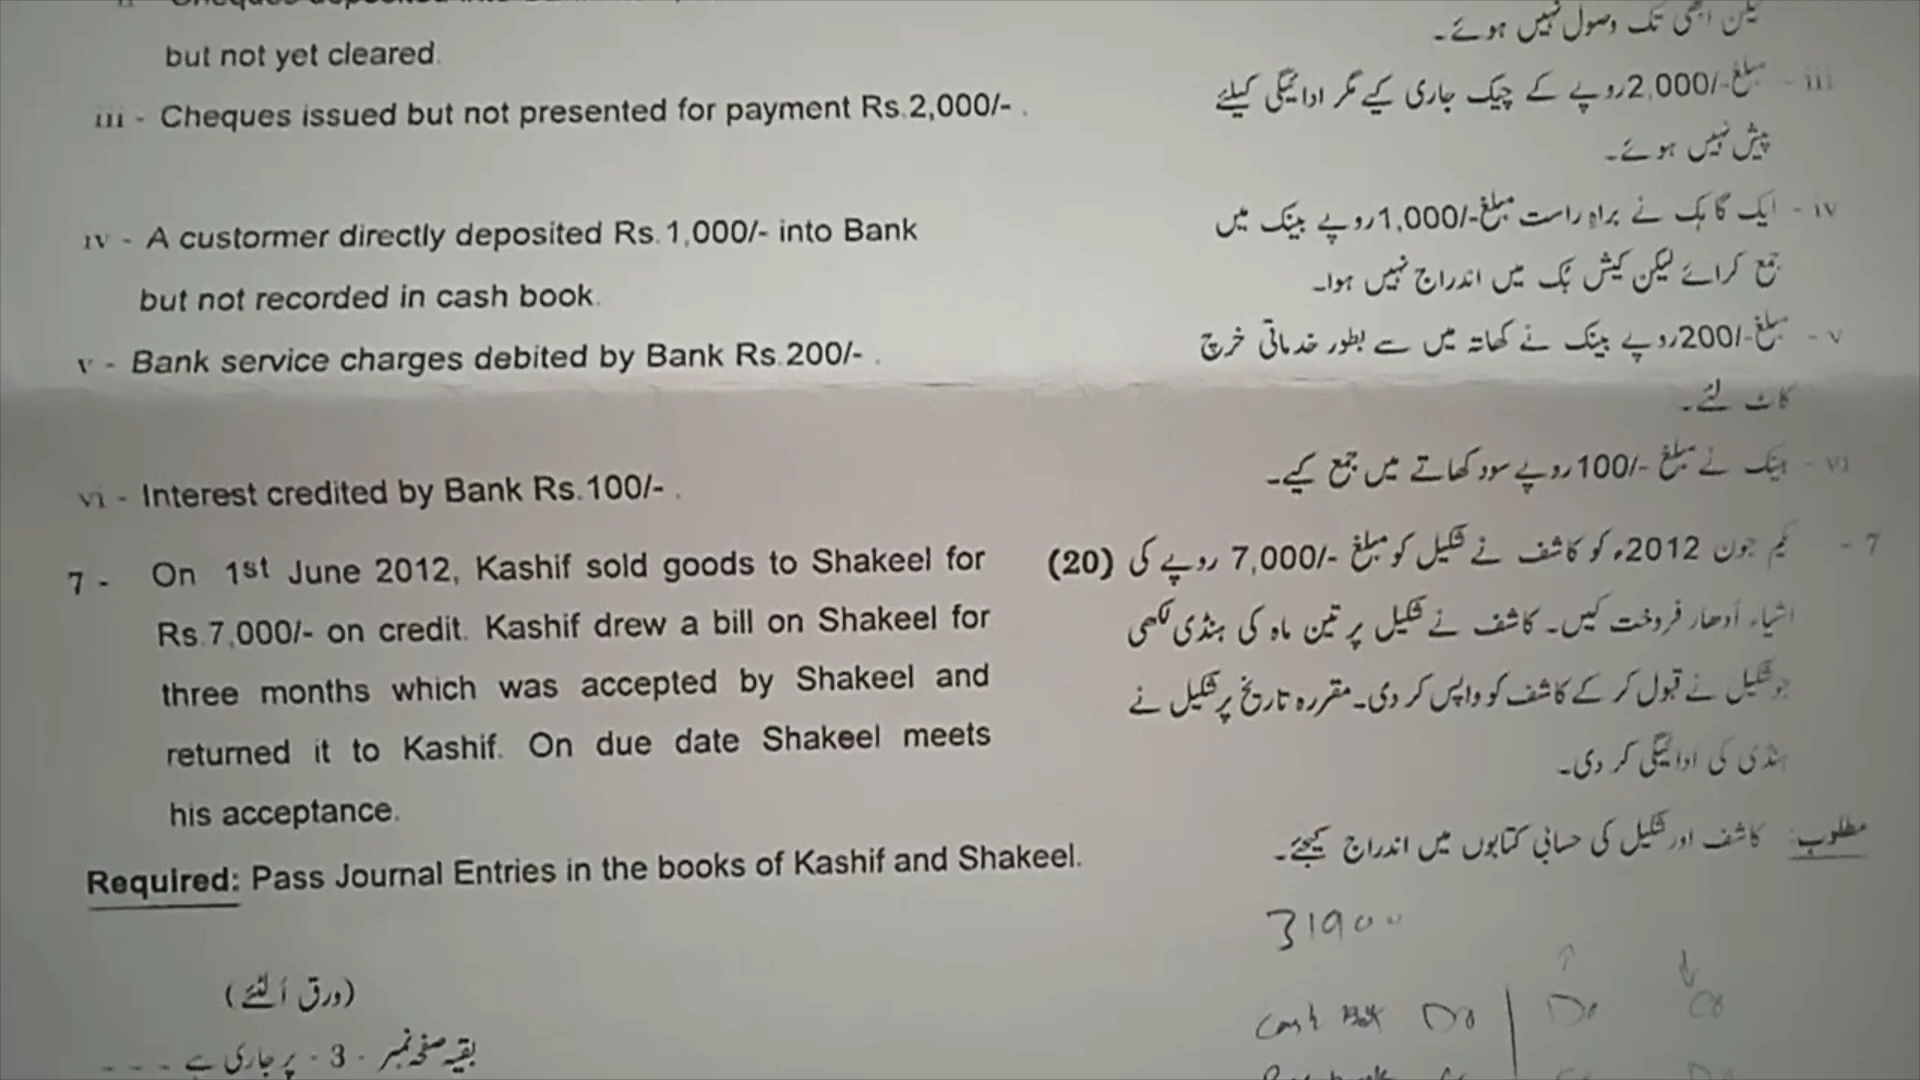 but not yet cleared.
لیکن ابھی تک وصول نہیں ہوئے۔
iii - Cheques issued but not presented for payment Rs.2,000/- .
iii - مبلغ -/2,000روپے کے چیک جاری کیے مگر ادائیگی کیلئے
پیش نہیں ہوئے۔
iv - A custormer directly deposited Rs.1,000/- into Bank
iv - ایک گاہک نے براہِ راست مبلغ -/1,000روپے بینک میں
but not recorded in cash book.
جمع کرائے لیکن کیش بُک میں اندراج نہیں ہوا۔
v - Bank service charges debited by Bank Rs.200/- .
v - مبلغ -/200روپے بینک نے کھاتہ میں سے بطور خدماتی خرچ
کاٹ لئے۔
vi - Interest credited by Bank Rs.100/- .
vi - بینک نے مبلغ -/100روپے سود کھاتے میں جمع کیے۔
7 - On 1st June 2012, Kashif sold goods to Shakeel for (20)
Rs.7,000/- on credit. Kashif drew a bill on Shakeel for
three months which was accepted by Shakeel and
returned it to Kashif. On due date Shakeel meets
his acceptance.
7 - یکم جون 2012ء کو کاشف نے شکیل کو مبلغ -/7,000 روپے کی
اشیاء اُدھار فروخت کیں۔ کاشف نے شکیل پر تین ماہ کی ہنڈی لکھی
جو شکیل نے قبول کر کے کاشف کو واپس کر دی۔ مقررہ تاریخ پر شکیل نے
ہنڈی کی ادائیگی کر دی۔
Required: Pass Journal Entries in the books of Kashif and Shakeel.
مطلوب: کاشف اور شکیل کی حسابی کتابوں میں اندراج کیجئے۔
31900
(ورق اُلٹئے)
بقیہ صفحہ نمبر - 3 - پر جاری ہے - - - -
Cash Dr Dr Cr